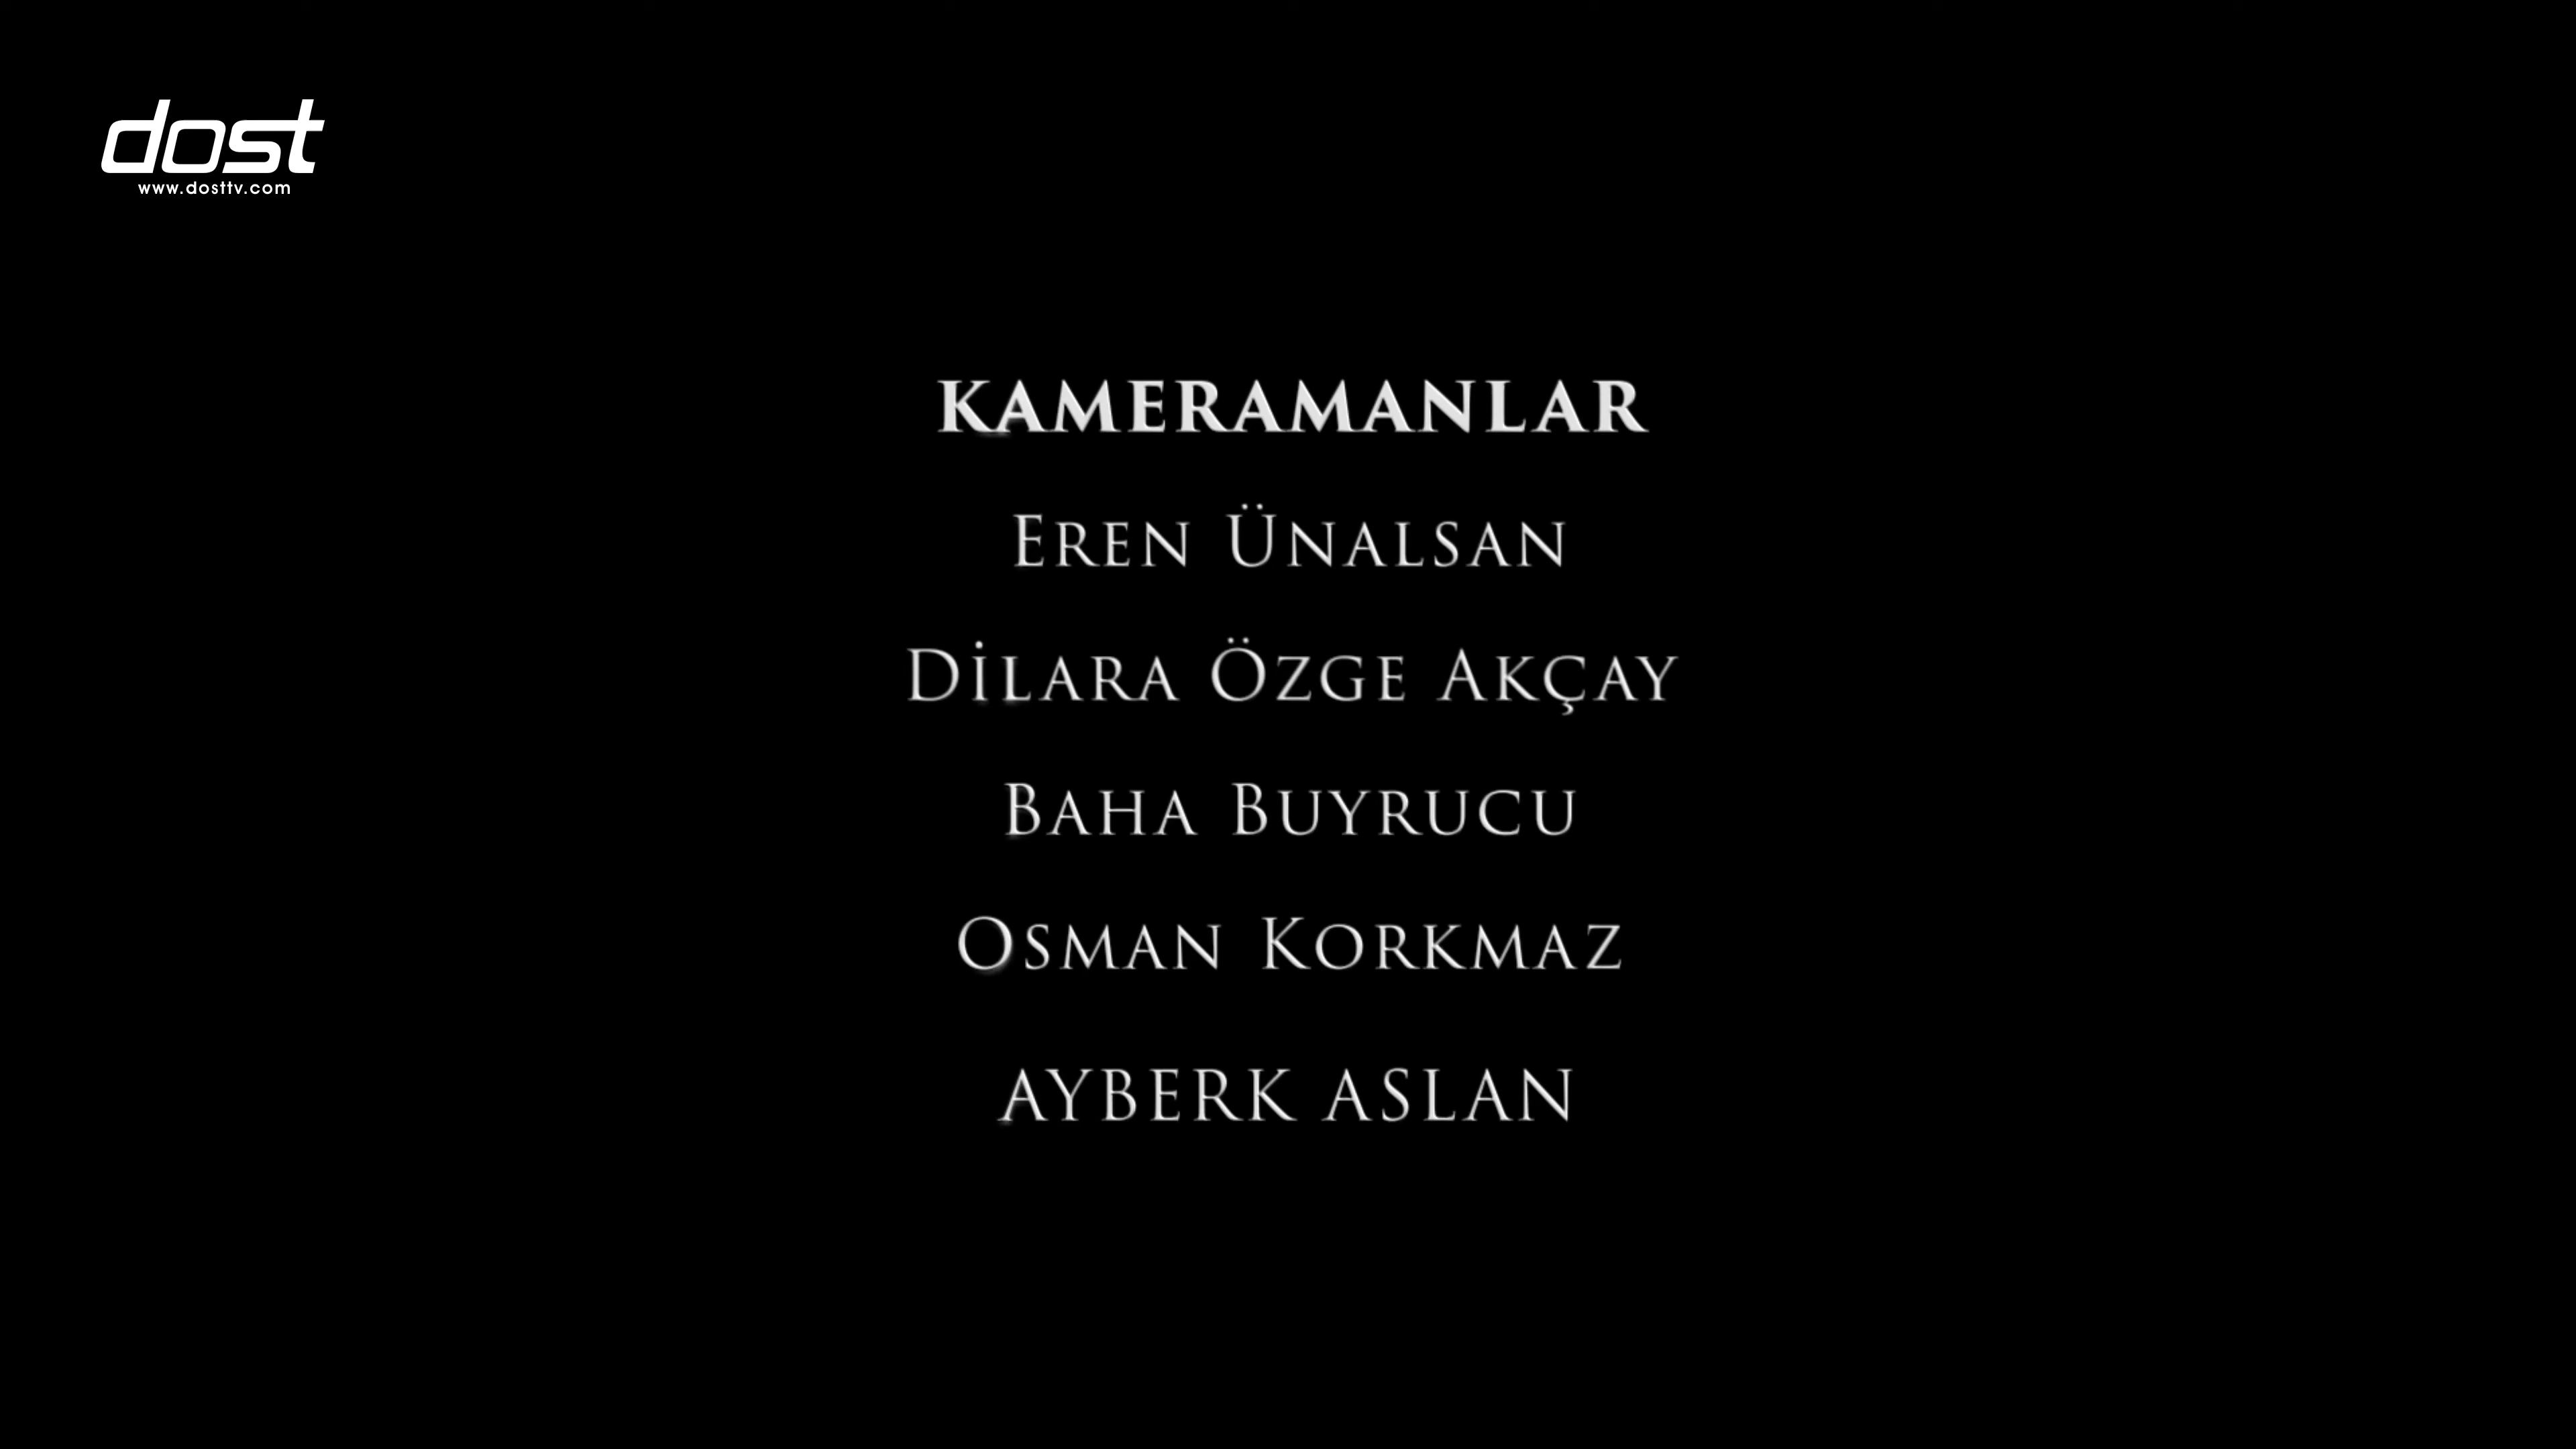 dost
www.dosttv.com
KAMERAMANLAR
EREN ÜNALSAN
DİLARA ÖZGE AKÇAY
BAHA BUYRUCU
OSMAN KORKMAZ
AYBERK ASLAN